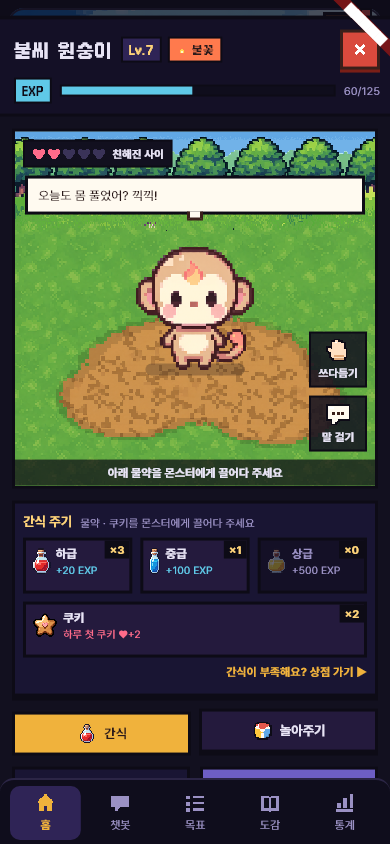 불씨 원숭이
Lv.7
불꽃
EXP
60/125
친해진 사이
오늘도 몸 풀었어? 끽끽!
쓰다듬기
말 걸기
아래 물약을 몬스터에게 끌어다 주세요
간식 주기 물약 · 쿠키를 몬스터에게 끌어다 주세요
하급 ×3
+20 EXP
중급 ×1
+100 EXP
상급 ×0
+500 EXP
쿠키 ×2
하루 첫 쿠키 ♥+2
간식이 부족해요? 상점 가기 ▶
간식
놀아주기
홈
챗봇
목표
도감
통계